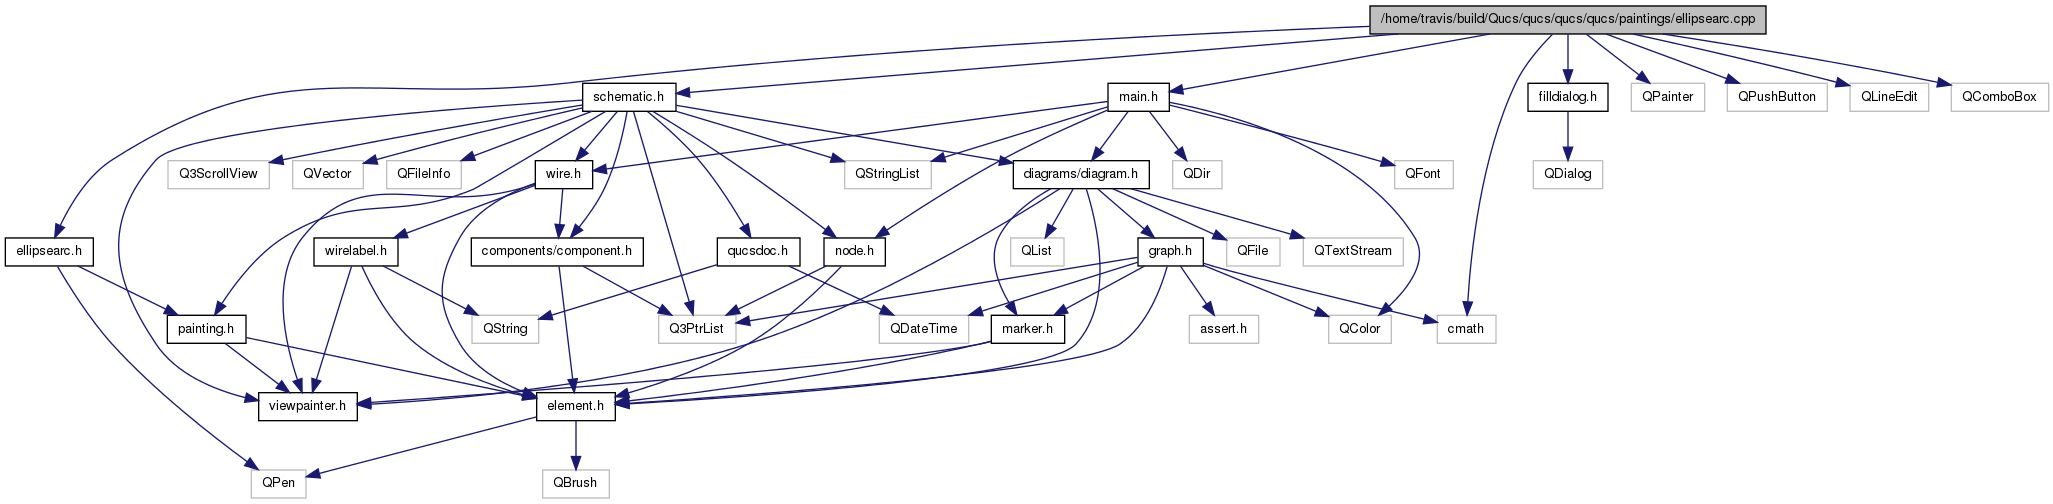 /home/travis/build/Qucs/qucs/qucs/qucs/paintings/ellipsearc.cpp
schematic.h
main.h
filldialog.h
QPainter
QPushButton
QLineEdit
QComboBox
Q3ScrollView
QVector
QFileInfo
wire.h
QStringList
diagrams/diagram.h
QDir
QFont
QDialog
ellipsearc.h
wirelabel.h
components/component.h
qucsdoc.h
node.h
QList
graph.h
QFile
QTextStream
painting.h
QString
Q3PtrList
QDateTime
marker.h
assert.h
QColor
cmath
viewpainter.h
element.h
QPen
QBrush